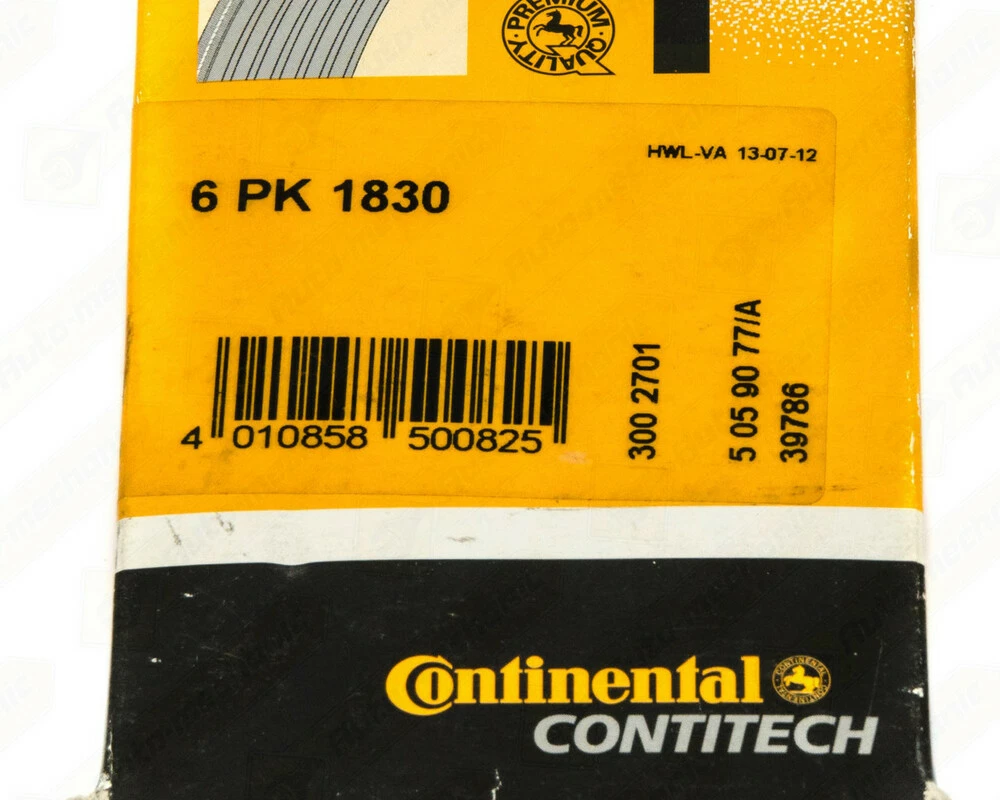 PREMIUM · QUALITY ·
HWL-VA 13-07-12
6 PK 1830
4 010858 500825
300 2701
5 05 90 77/A
39786
Continental
CONTINENTAL
CONTITECH